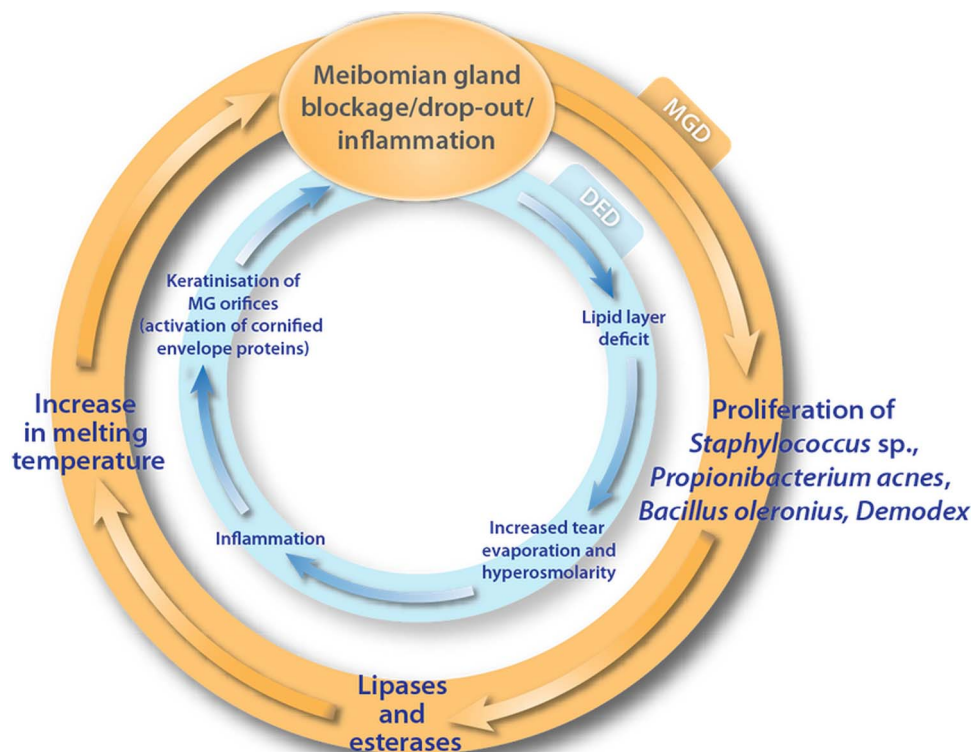 Meibomian gland
blockage/drop-out/
inflammation
MGD
DED
Keratinisation of
MG orifices
(activation of cornified
envelope proteins)
Lipid layer
deficit
Increase
in melting
temperature
Proliferation of
Staphylococcus sp.,
Propionibacterium acnes,
Bacillus oleronius, Demodex
Inflammation
Increased tear
evaporation and
hyperosmolarity
Lipases
and
esterases